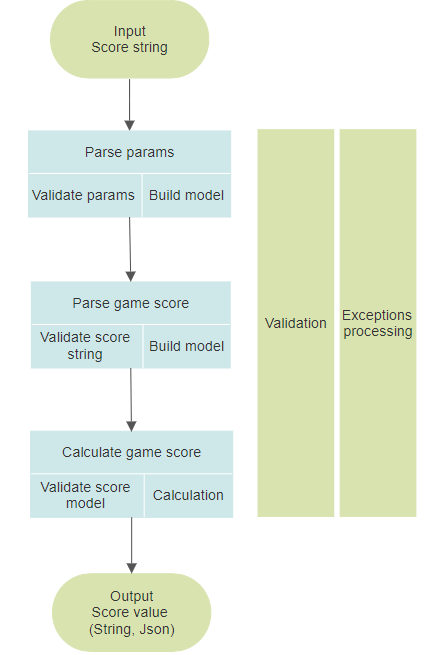 Input
Score string
Parse params
Validate params
Build model
Parse game score
Validate score
string
Build model
Calculate game score
Validate score
model
Calculation
Output
Score value
(String, Json)
Validation
Exceptions
processing